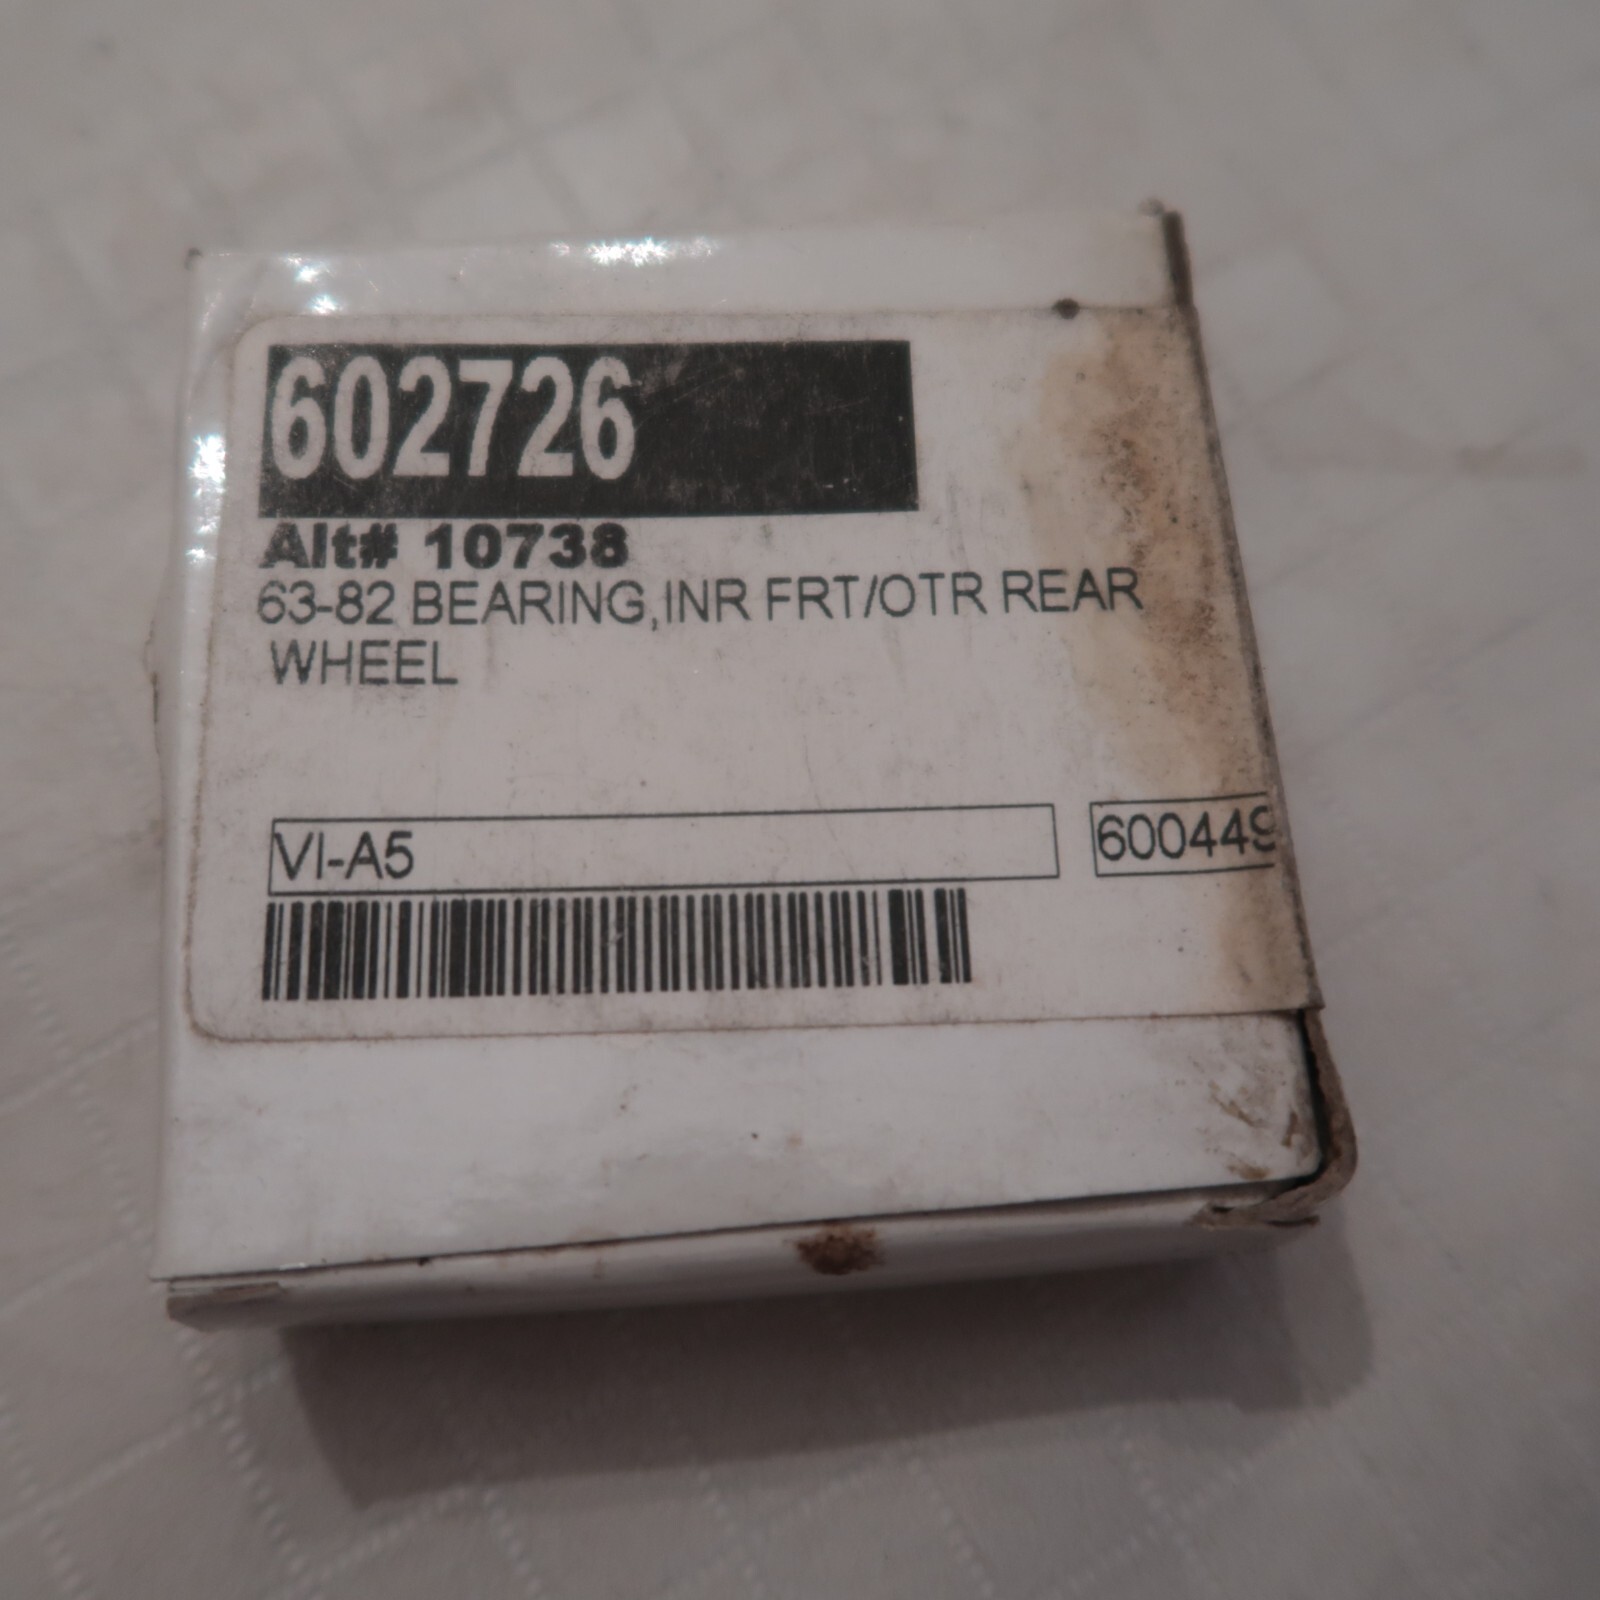 602726
Alt# 10738
63-82 BEARING,INR FRT/OTR REAR
WHEEL
VI-A5
600449